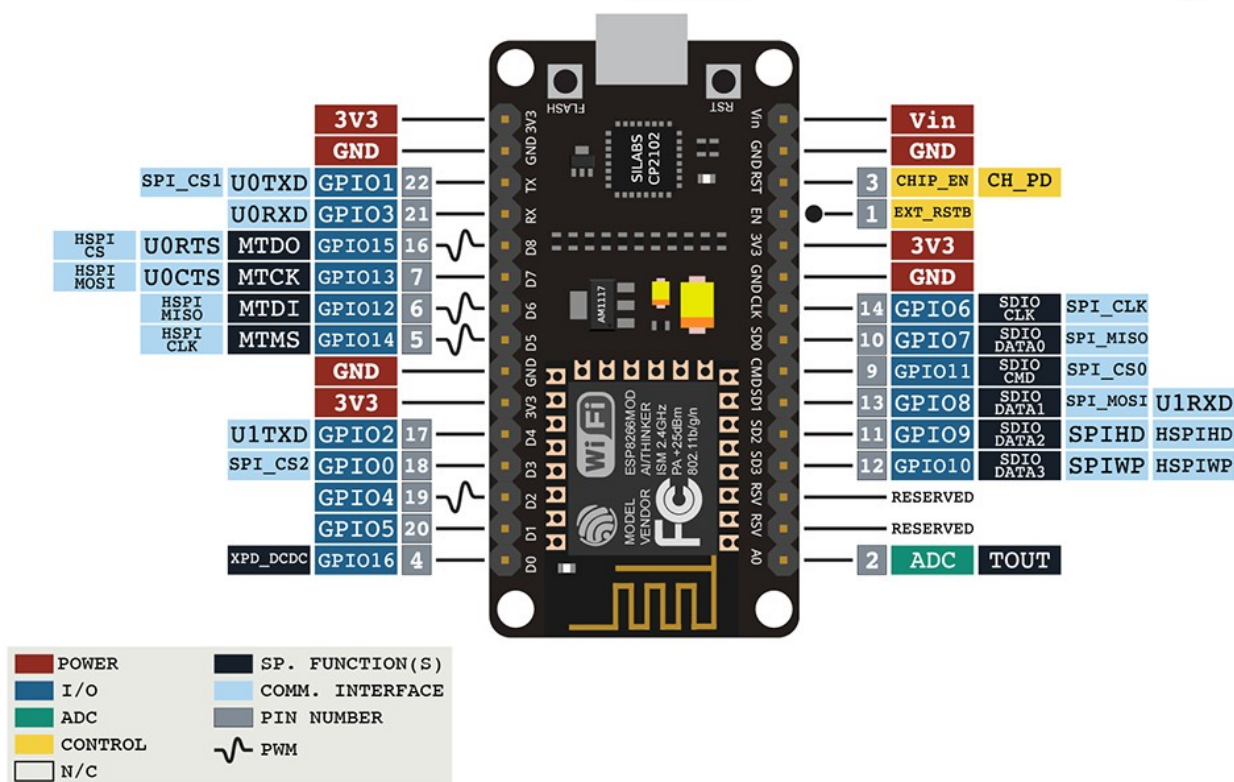 FLASH RST
SILABS
CP2102
AM1117
3V3 3V3 Vin Vin
GND GND GND GND
SPI_CS1 U0TXD GPIO1 22 TX RST 3 CHIP_EN CH_PD
U0RXD GPIO3 21 RX EN 1 EXT_RSTB
HSPI CS U0RTS MTDO GPIO15 16 D8 3V3 3V3
HSPI MOSI U0CTS MTCK GPIO13 7 D7 GND GND
HSPI MISO MTDI GPIO12 6 D6 CLK 14 GPIO6 SDIO CLK SPI_CLK
HSPI CLK MTMS GPIO14 5 D5 SD0 10 GPIO7 SDIO DATA0 SPI_MISO
GND GND CMD 9 GPIO11 SDIO CMD SPI_CS0
3V3 3V3 SD1 13 GPIO8 SDIO DATA1 SPI_MOSI U1RXD
U1TXD GPIO2 17 D4 SD2 11 GPIO9 SDIO DATA2 SPIHD HSPIHD
SPI_CS2 GPIO0 18 D3 SD3 12 GPIO10 SDIO DATA3 SPIWP HSPIWP
GPIO4 19 D2 RSV RESERVED
GPIO5 20 D1 RSV RESERVED
XPD_DCDC GPIO16 4 D0 A0 2 ADC TOUT
Wi Fi
MODEL
VENDOR
ESP8266MOD
AI/THINKER
ISM 2.4GHz
PA +25dBm
802.11b/g/n
FC
POWER
I/O
ADC
CONTROL
N/C
SP. FUNCTION(S)
COMM. INTERFACE
PIN NUMBER
PWM